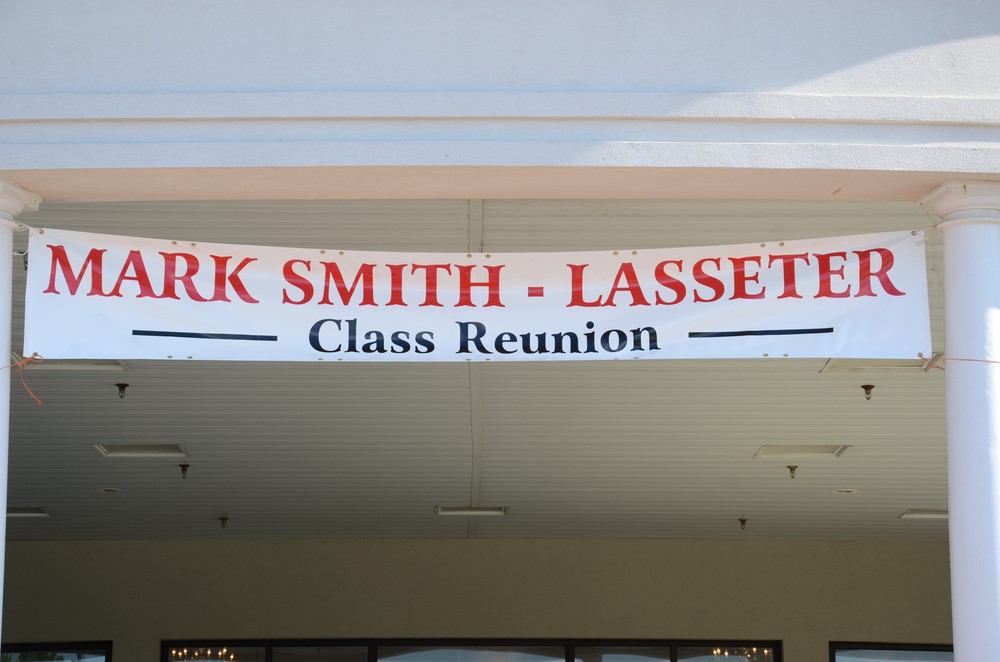 MARK SMITH - LASSETER
Class Reunion